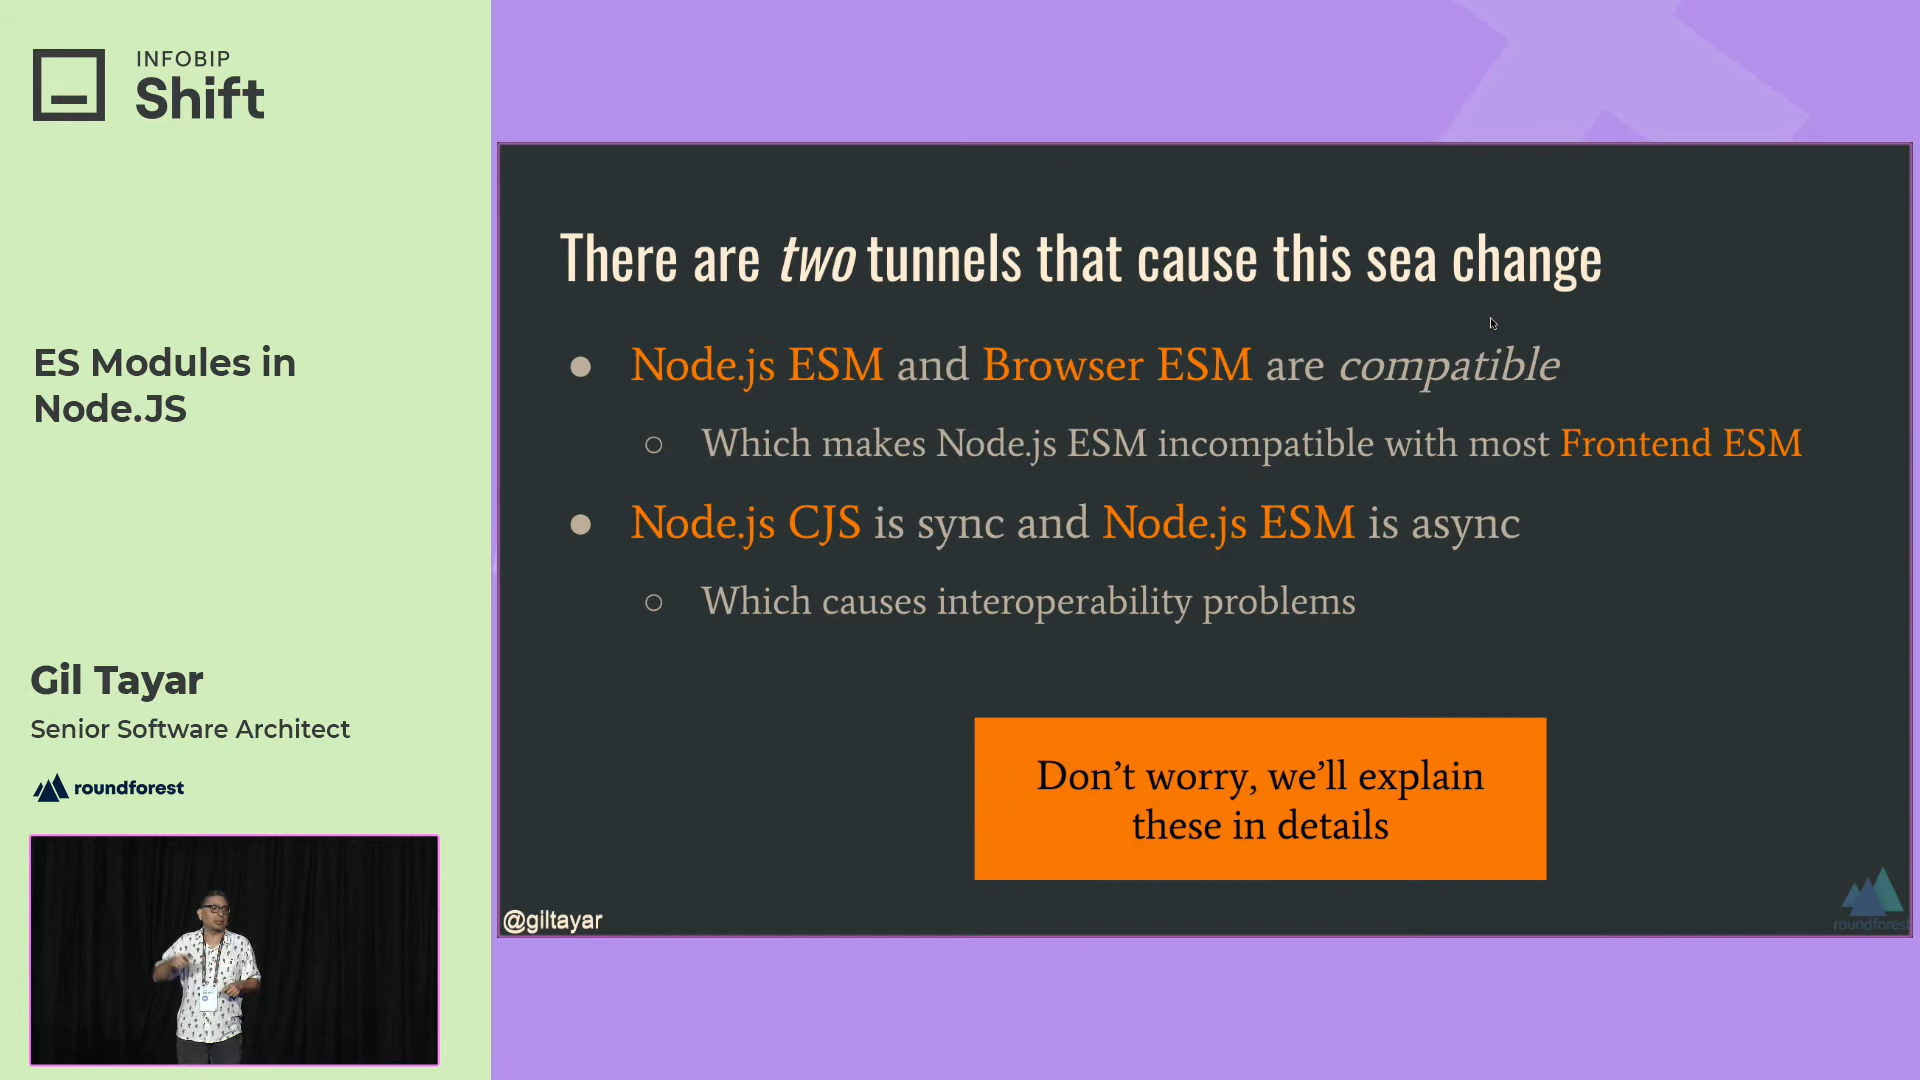 INFOBIP
Shift
ES Modules in
Node.JS
Gil Tayar
Senior Software Architect
roundforest
There are two tunnels that cause this sea change
● Node.js ESM and Browser ESM are compatible
○ Which makes Node.js ESM incompatible with most Frontend ESM
● Node.js CJS is sync and Node.js ESM is async
○ Which causes interoperability problems
Don’t worry, we’ll explain
these in details
@giltayar
roundforest